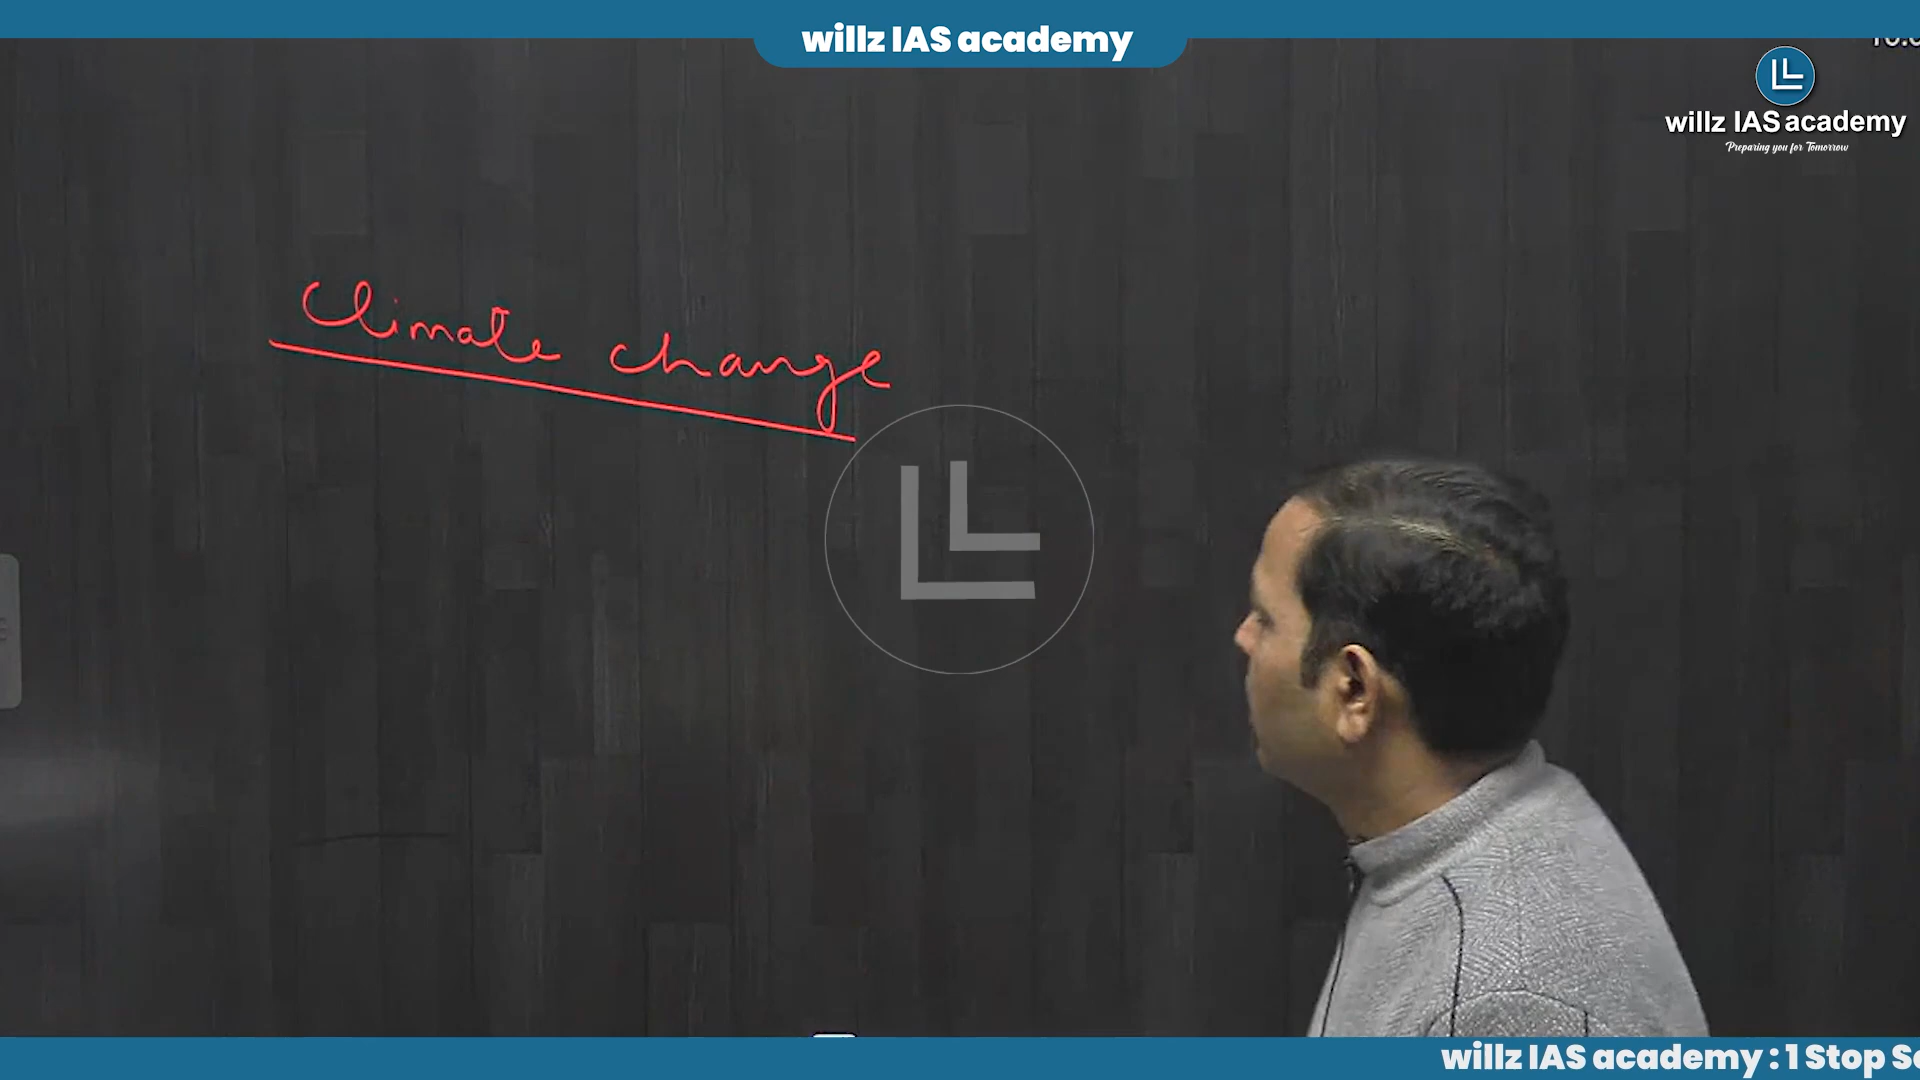 willz IAS academy
willz IAS academy
Preparing you for Tomorrow
Climate change
willz IAS academy : 1 Stop